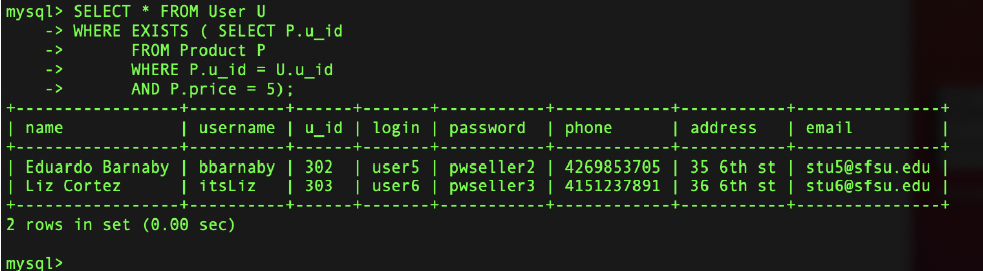 mysql> SELECT * FROM User U
    -> WHERE EXISTS ( SELECT P.u_id
    ->       FROM Product P
    ->       WHERE P.u_id = U.u_id
    ->       AND P.price = 5);
+-----------------+----------+------+-------+-----------+------------+-----------+---------------+
| name            | username | u_id | login | password  | phone      | address   | email         |
+-----------------+----------+------+-------+-----------+------------+-----------+---------------+
| Eduardo Barnaby | bbarnaby | 302  | user5 | pwseller2 | 4269853705 | 35 6th st | stu5@sfsu.edu |
| Liz Cortez      | itsLiz   | 303  | user6 | pwseller3 | 4151237891 | 36 6th st | stu6@sfsu.edu |
+-----------------+----------+------+-------+-----------+------------+-----------+---------------+
2 rows in set (0.00 sec)
mysql>